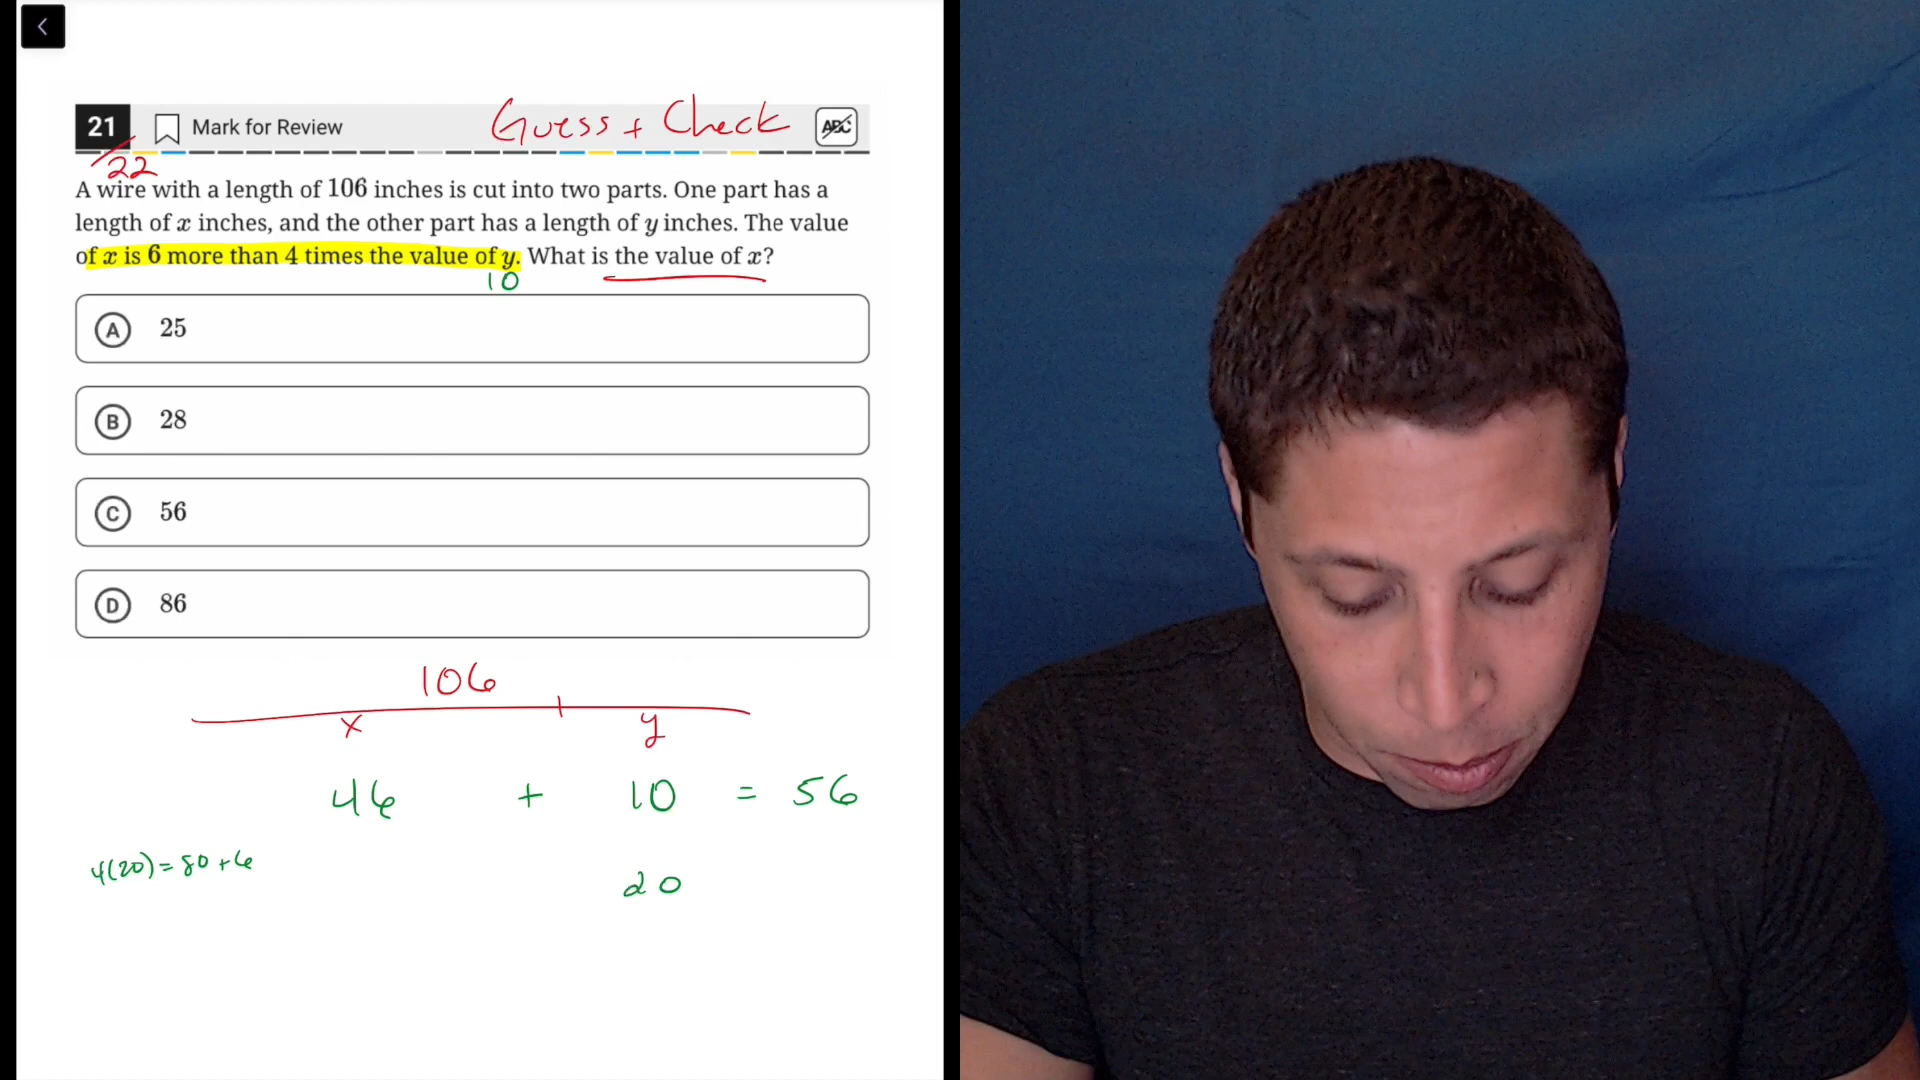 21 Mark for Review Guess + Check ABC
22
A wire with a length of 106 inches is cut into two parts. One part has a
length of x inches, and the other part has a length of y inches. The value
of x is 6 more than 4 times the value of y. What is the value of x?
10
A 25
B 28
C 56
D 86
106
x y
46 + 10 = 56
4(20)=80+6
20